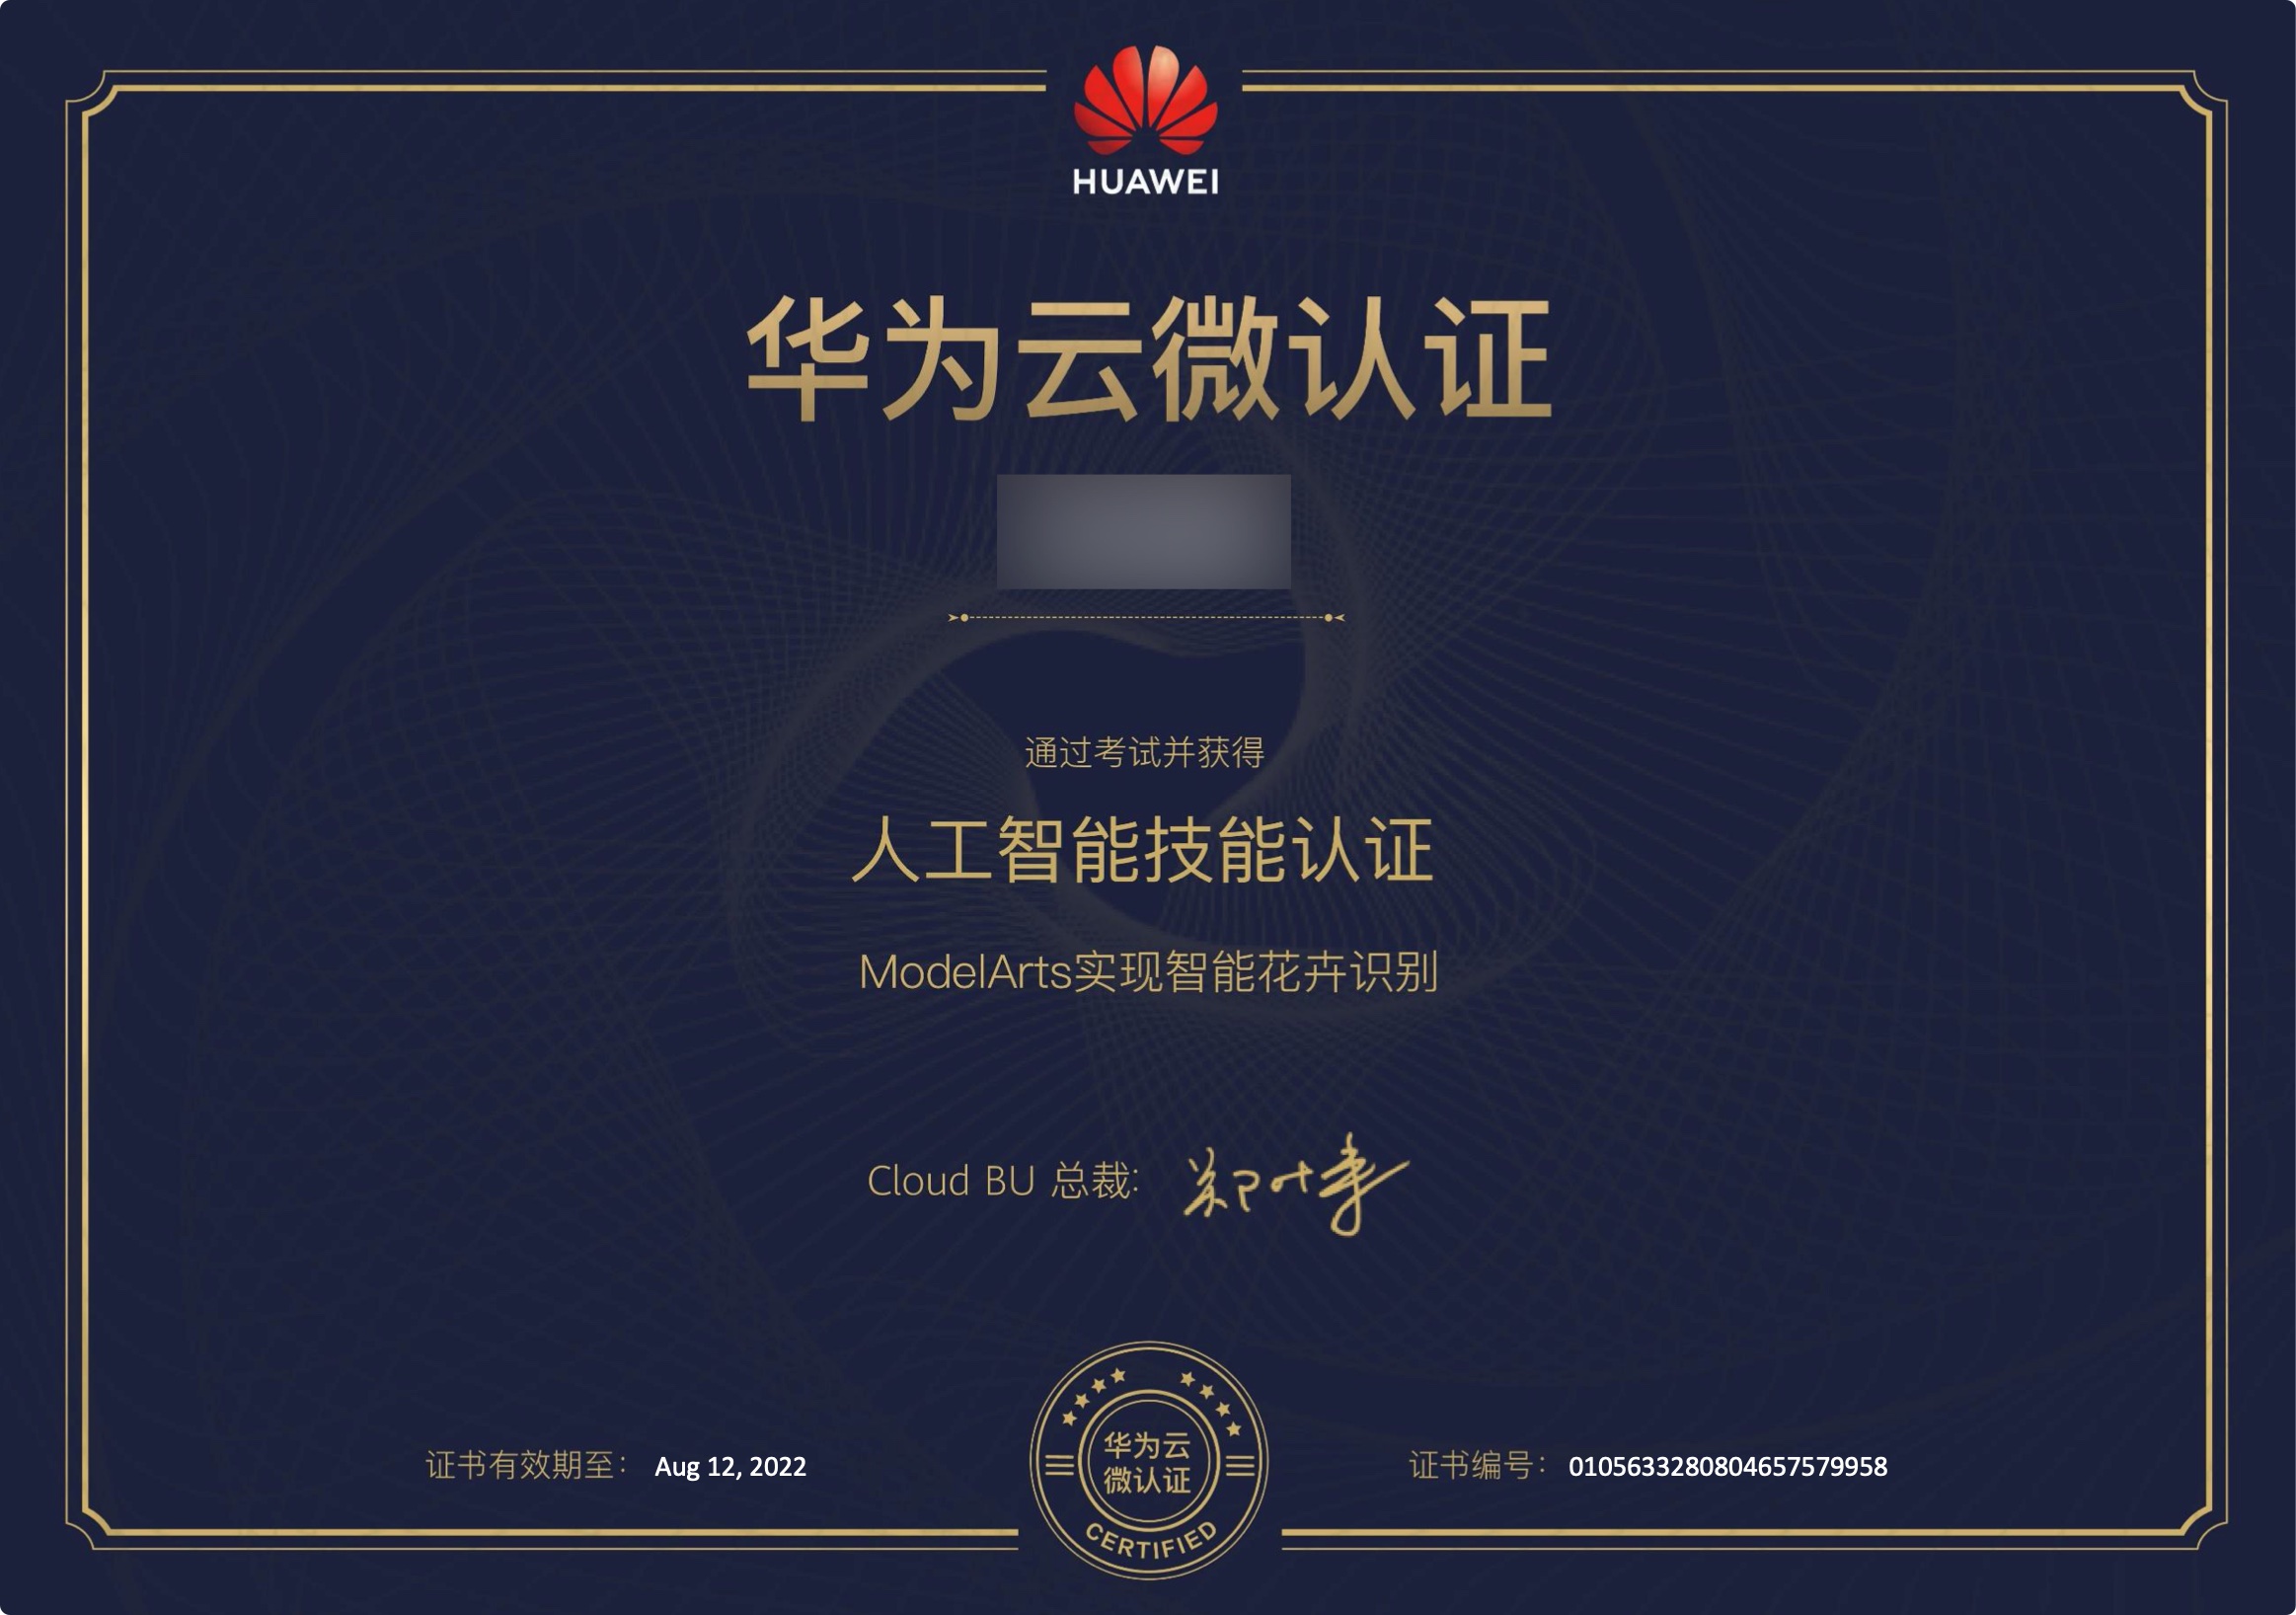 HUAWEI
华为云微认证
通过考试并获得
人工智能技能认证
ModelArts实现智能花卉识别
Cloud BU 总裁:
证书有效期至： Aug 12, 2022
华为云
微认证
CERTIFIED
证书编号： 0105633280804657579958